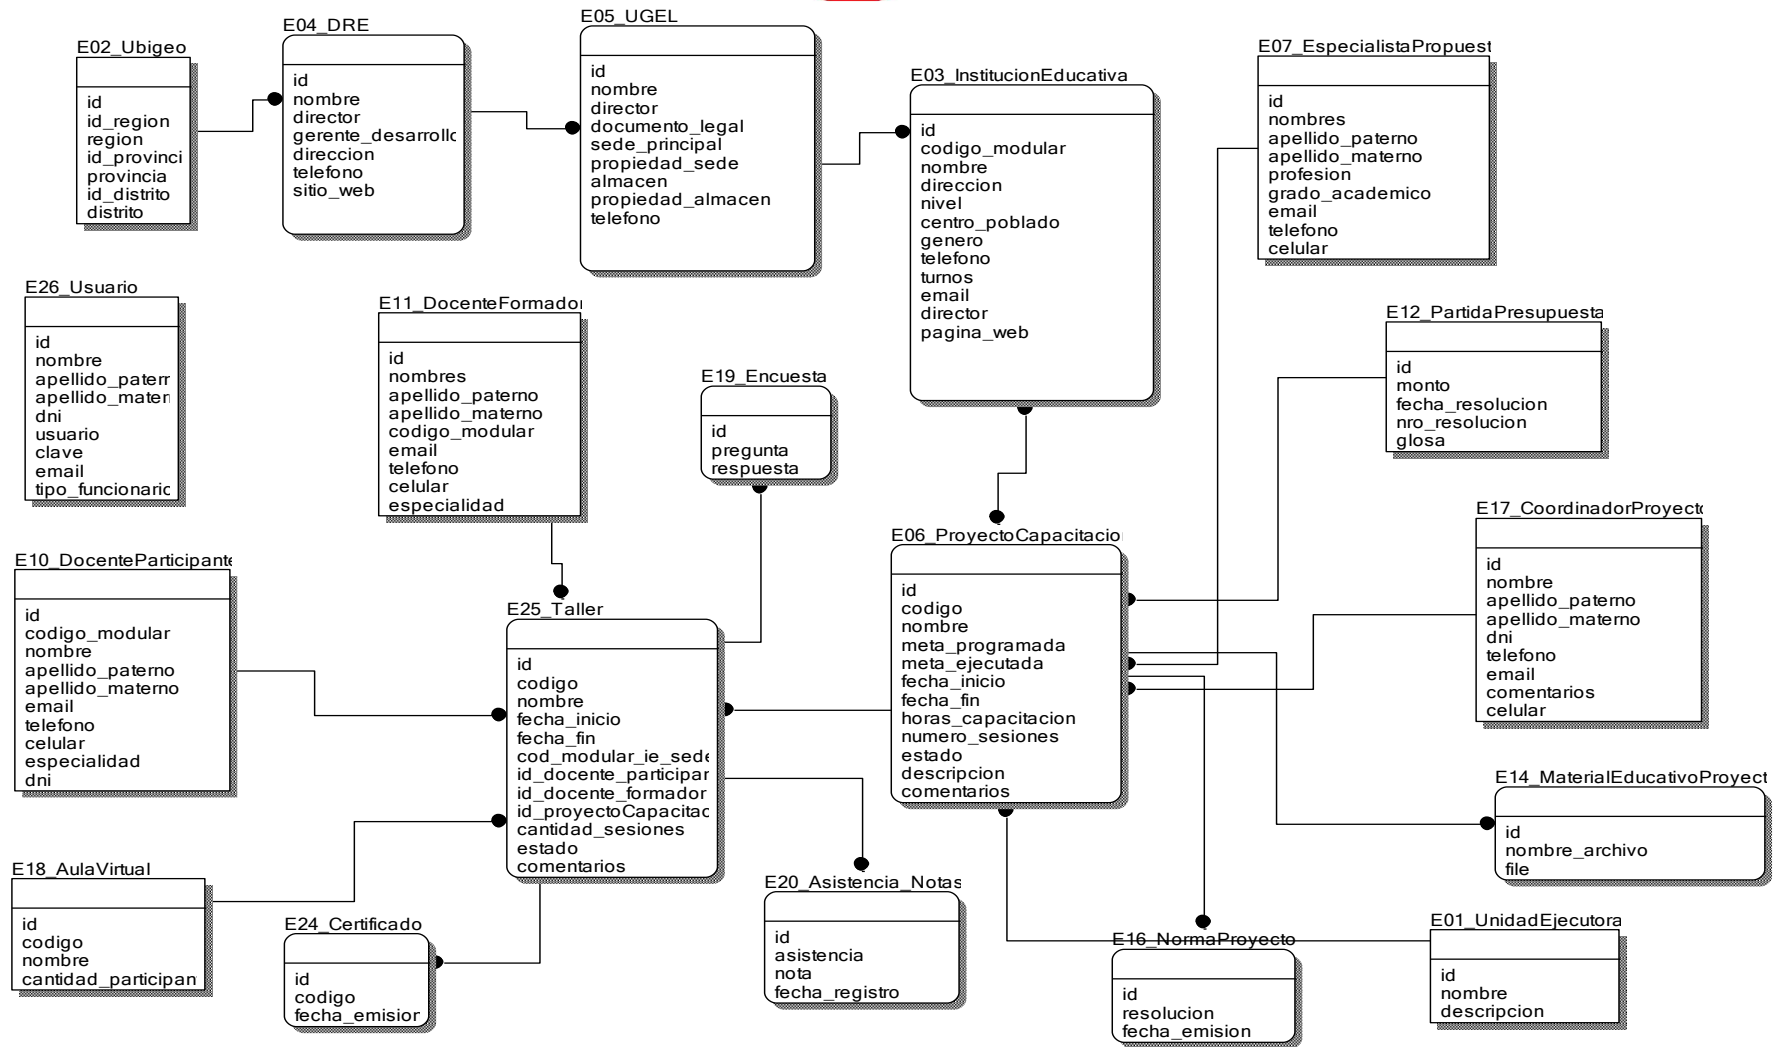 E02_Ubigeo
id
id_region
region
id_provinci
provincia
id_distrito
distrito
E04_DRE
id
nombre
director
gerente_desarrollo
direccion
telefono
sitio_web
E05_UGEL
id
nombre
director
documento_legal
sede_principal
propiedad_sede
almacen
propiedad_almacen
telefono
E03_InstitucionEducativa
id
codigo_modular
nombre
direccion
nivel
centro_poblado
genero
telefono
turnos
email
director
pagina_web
E07_EspecialistaPropuest
id
nombres
apellido_paterno
apellido_materno
profesion
grado_academico
email
telefono
celular
E26_Usuario
id
nombre
apellido_patern
apellido_mater
dni
usuario
clave
email
tipo_funcionario
E11_DocenteFormador
id
nombres
apellido_paterno
apellido_materno
codigo_modular
email
telefono
celular
especialidad
E19_Encuesta
id
pregunta
respuesta
E12_PartidaPresupuesta
id
monto
fecha_resolucion
nro_resolucion
glosa
E17_CoordinadorProyecto
id
nombre
apellido_paterno
apellido_materno
dni
telefono
email
comentarios
celular
E10_DocenteParticipante
id
codigo_modular
nombre
apellido_paterno
apellido_materno
email
telefono
celular
especialidad
dni
E25_Taller
id
codigo
nombre
fecha_inicio
fecha_fin
cod_modular_ie_sede
id_docente_participar
id_docente_formador
id_proyectoCapacitac
cantidad_sesiones
estado
comentarios
E06_ProyectoCapacitacio
id
codigo
nombre
meta_programada
meta_ejecutada
fecha_inicio
fecha_fin
horas_capacitacion
numero_sesiones
estado
descripcion
comentarios
E14_MaterialEducativoProyect
id
nombre_archivo
file
E18_AulaVirtual
id
codigo
nombre
cantidad_participan
E24_Certificado
id
codigo
fecha_emision
E20_Asistencia_Notas
id
asistencia
nota
fecha_registro
E16_NormaProyecto
id
resolucion
fecha_emision
E01_UnidadEjecutora
id
nombre
descripcion